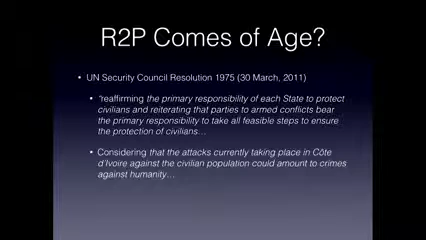 R2P Comes of Age?
• UN Security Council Resolution 1975 (30 March, 2011)
• "reaffirming the primary responsibility of each State to protect
civilians and reiterating that parties to armed conflicts bear
the primary responsibility to take all feasible steps to ensure
the protection of civilians…
• Considering that the attacks currently taking place in Côte
d'Ivoire against the civilian population could amount to crimes
against humanity…